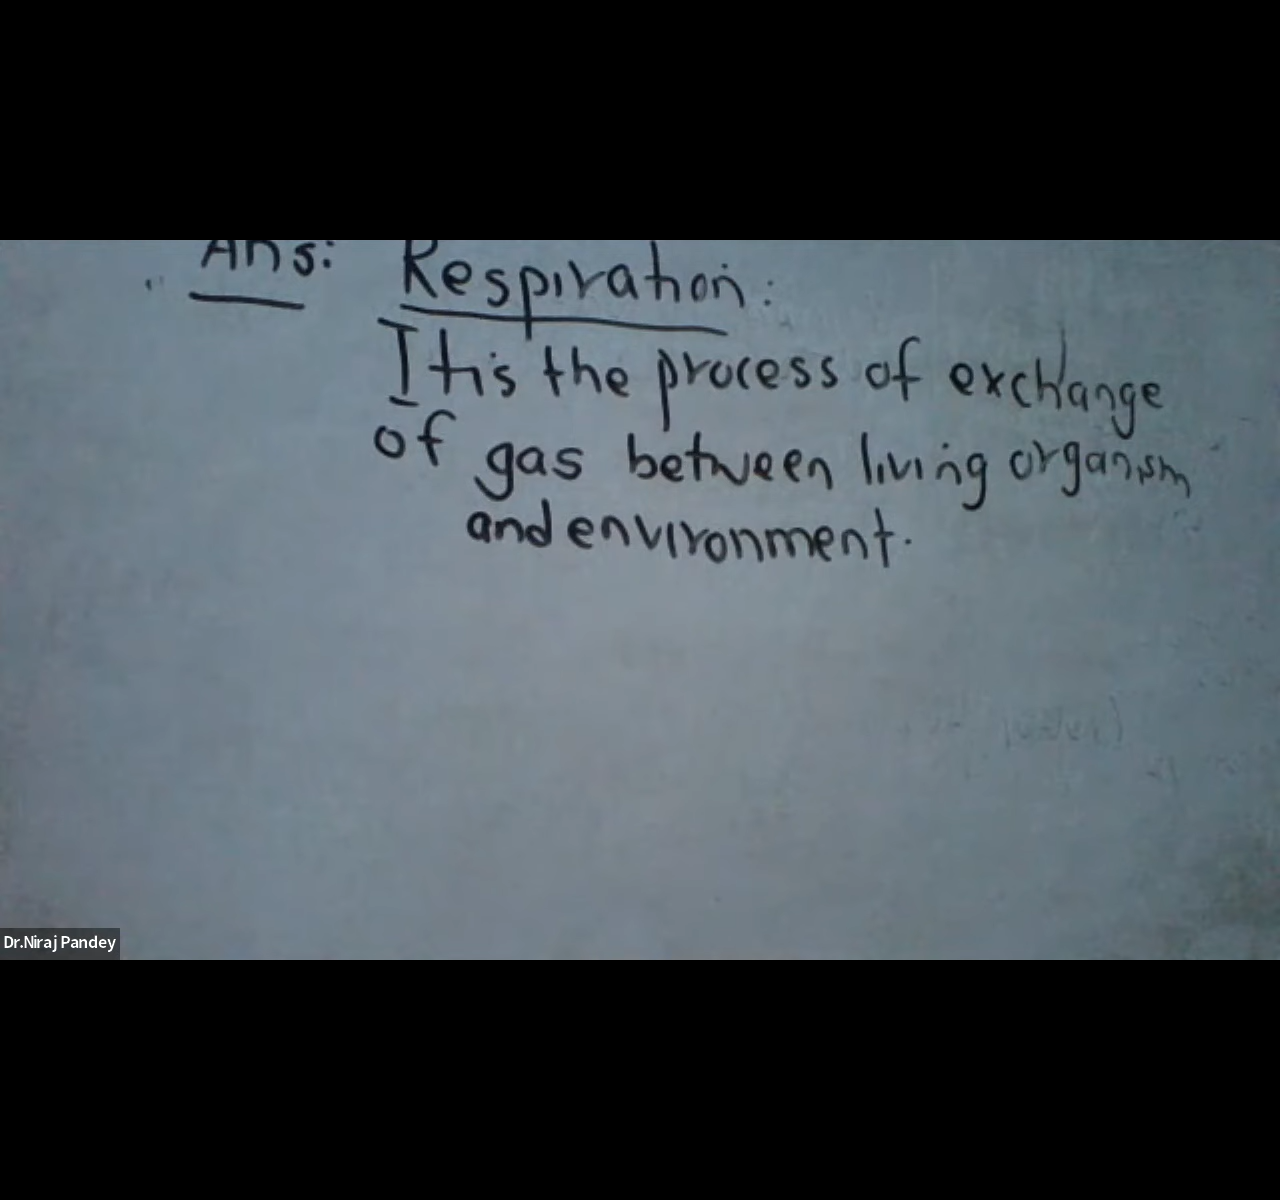 Ans: Respiration:
It is the process of exchange
of gas between living organism
and environment.
Dr.Niraj Pandey